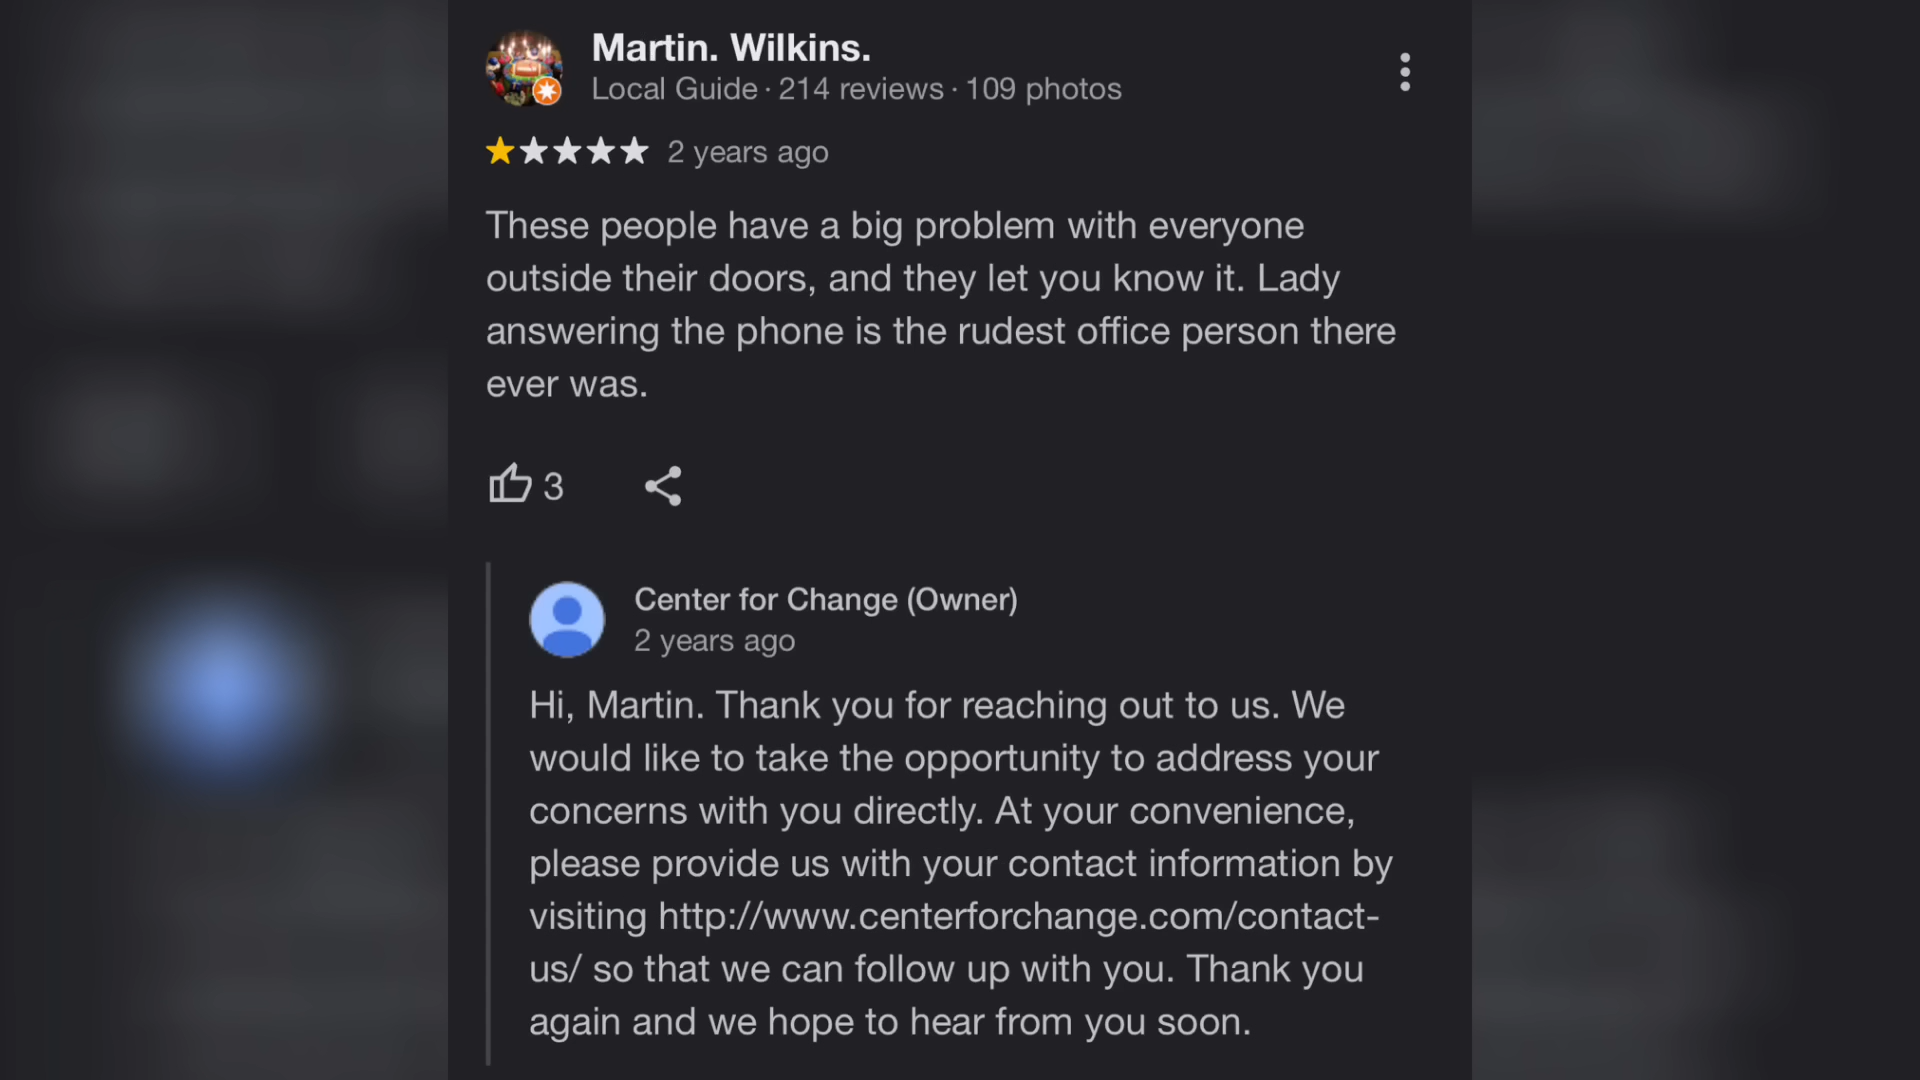 Martin. Wilkins.
Local Guide · 214 reviews · 109 photos
2 years ago
These people have a big problem with everyone
outside their doors, and they let you know it. Lady
answering the phone is the rudest office person there
ever was.
3
Center for Change (Owner)
2 years ago
Hi, Martin. Thank you for reaching out to us. We
would like to take the opportunity to address your
concerns with you directly. At your convenience,
please provide us with your contact information by
visiting http://www.centerforchange.com/contact-
us/ so that we can follow up with you. Thank you
again and we hope to hear from you soon.